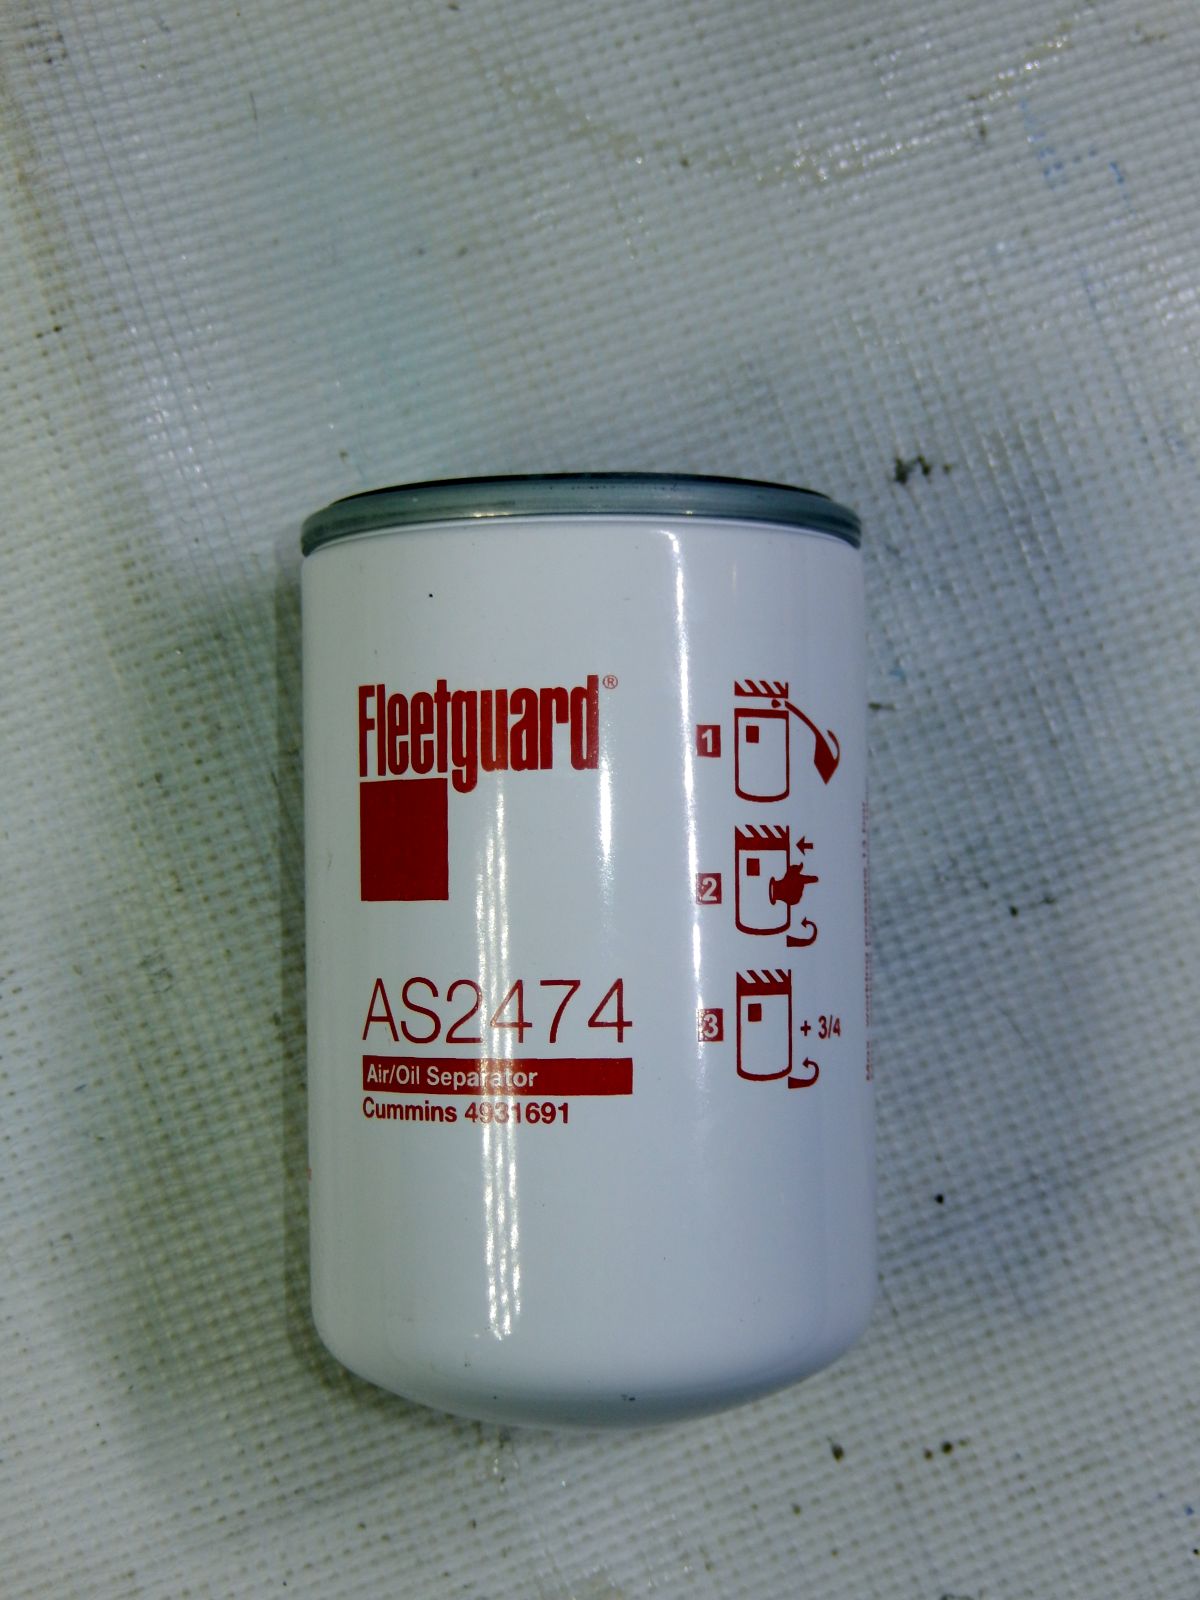 Fleetguard®
AS2474
Air/Oil Separator
Cummins 4931691
1
2
3
+ 3/4